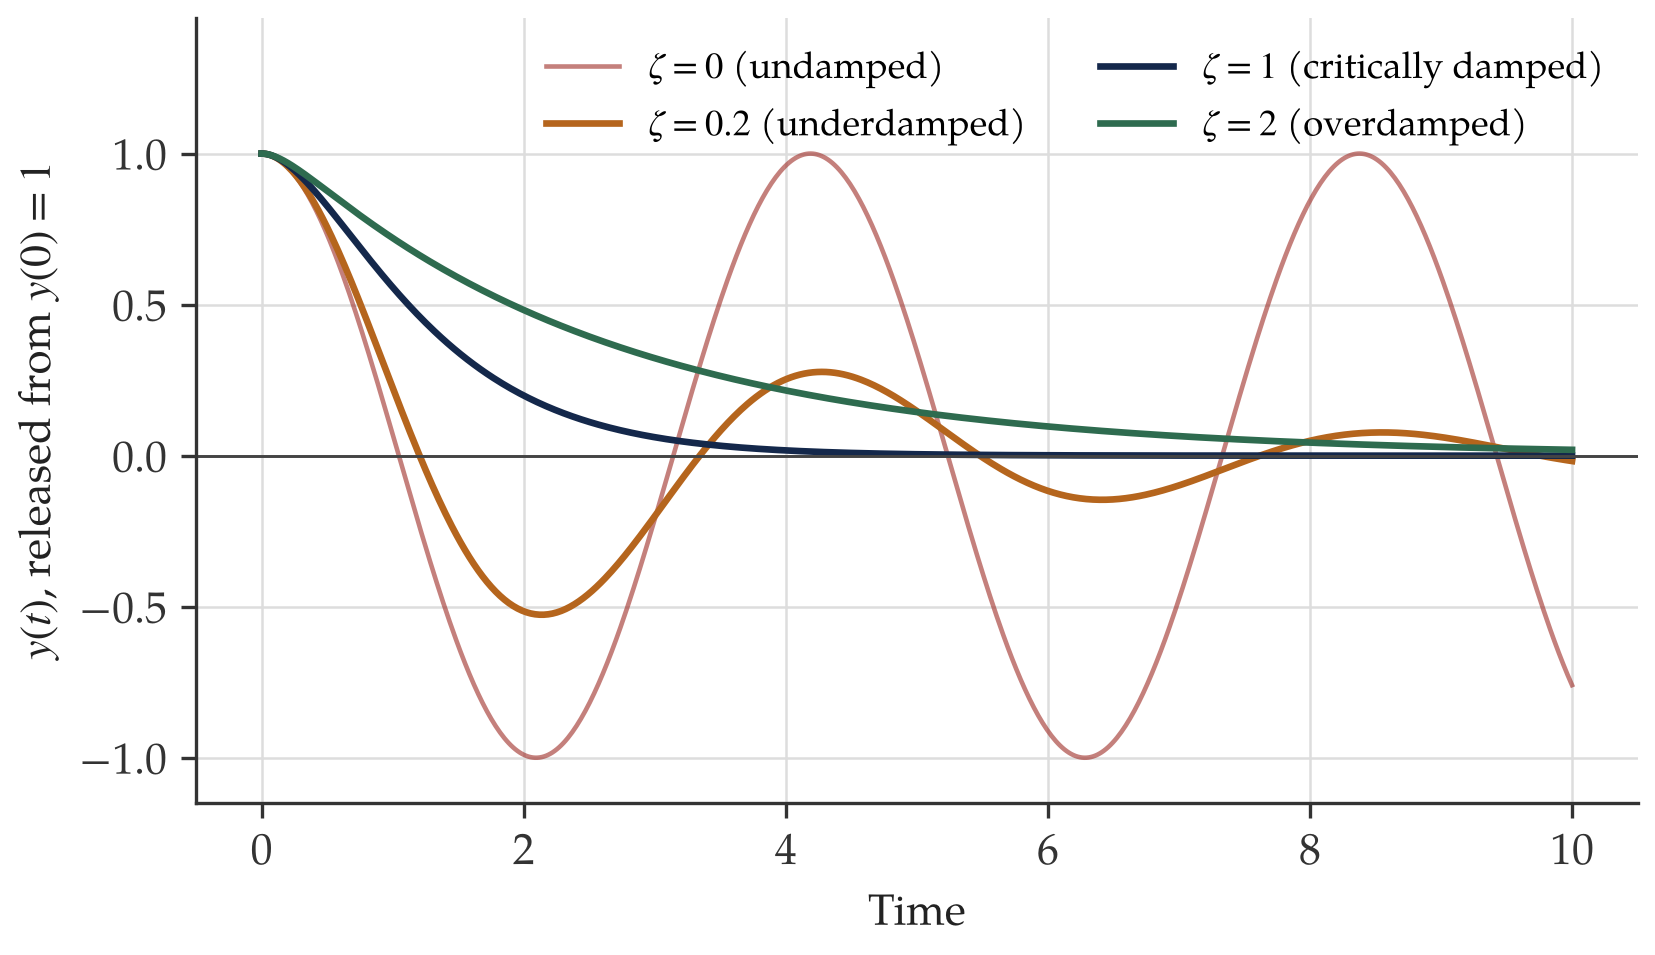 ζ = 0 (undamped)
ζ = 0.2 (underdamped)
ζ = 1 (critically damped)
ζ = 2 (overdamped)
y(t), released from y(0) = 1
1.0
0.5
0.0
−0.5
−1.0
0 2 4 6 8 10
Time